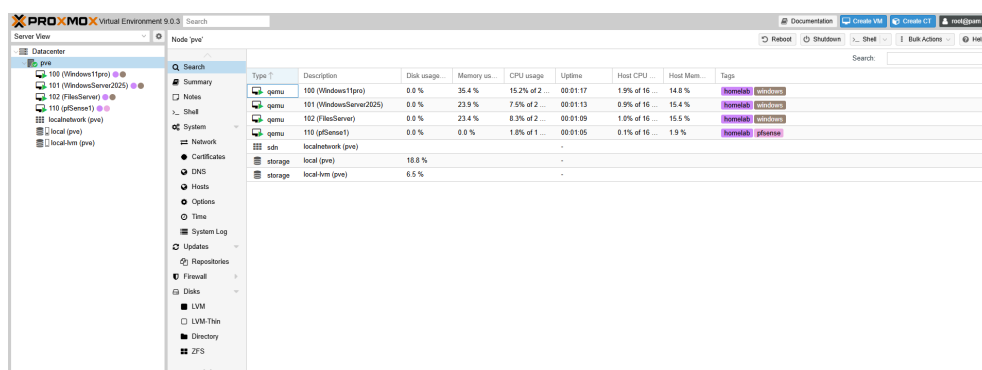 PROXMOX Virtual Environment 9.0.3 Search Documentation Create VM Create CT root@pam
Server View Node 'pve' Reboot Shutdown >_ Shell Bulk Actions Hel
Datacenter
pve
100 (Windows11pro)
101 (WindowsServer2025)
102 (FilesServer)
110 (pfSense1)
localnetwork (pve)
local (pve)
local-lvm (pve)
Search
Summary
Notes
>_ Shell
System
Network
Certificates
DNS
Hosts
Options
Time
System Log
Updates
Repositories
Firewall
Disks
LVM
LVM-Thin
Directory
ZFS
Search:
Type ↑ Description Disk usage... Memory us... CPU usage Uptime Host CPU ... Host Mem... Tags
qemu 100 (Windows11pro) 0.0 % 35.4 % 15.2% of 2 ... 00:01:17 1.9% of 16 ... 14.8 % homelab windows
qemu 101 (WindowsServer2025) 0.0 % 23.9 % 7.5% of 2 ... 00:01:13 0.9% of 16 ... 15.4 % homelab windows
qemu 102 (FilesServer) 0.0 % 23.4 % 8.3% of 2 ... 00:01:09 1.0% of 16 ... 15.5 % homelab windows
qemu 110 (pfSense1) 0.0 % 0.0 % 1.8% of 1 ... 00:01:05 0.1% of 16 ... 1.9 % homelab pfsense
sdn localnetwork (pve) -
storage local (pve) 18.8 % -
storage local-lvm (pve) 6.5 % -